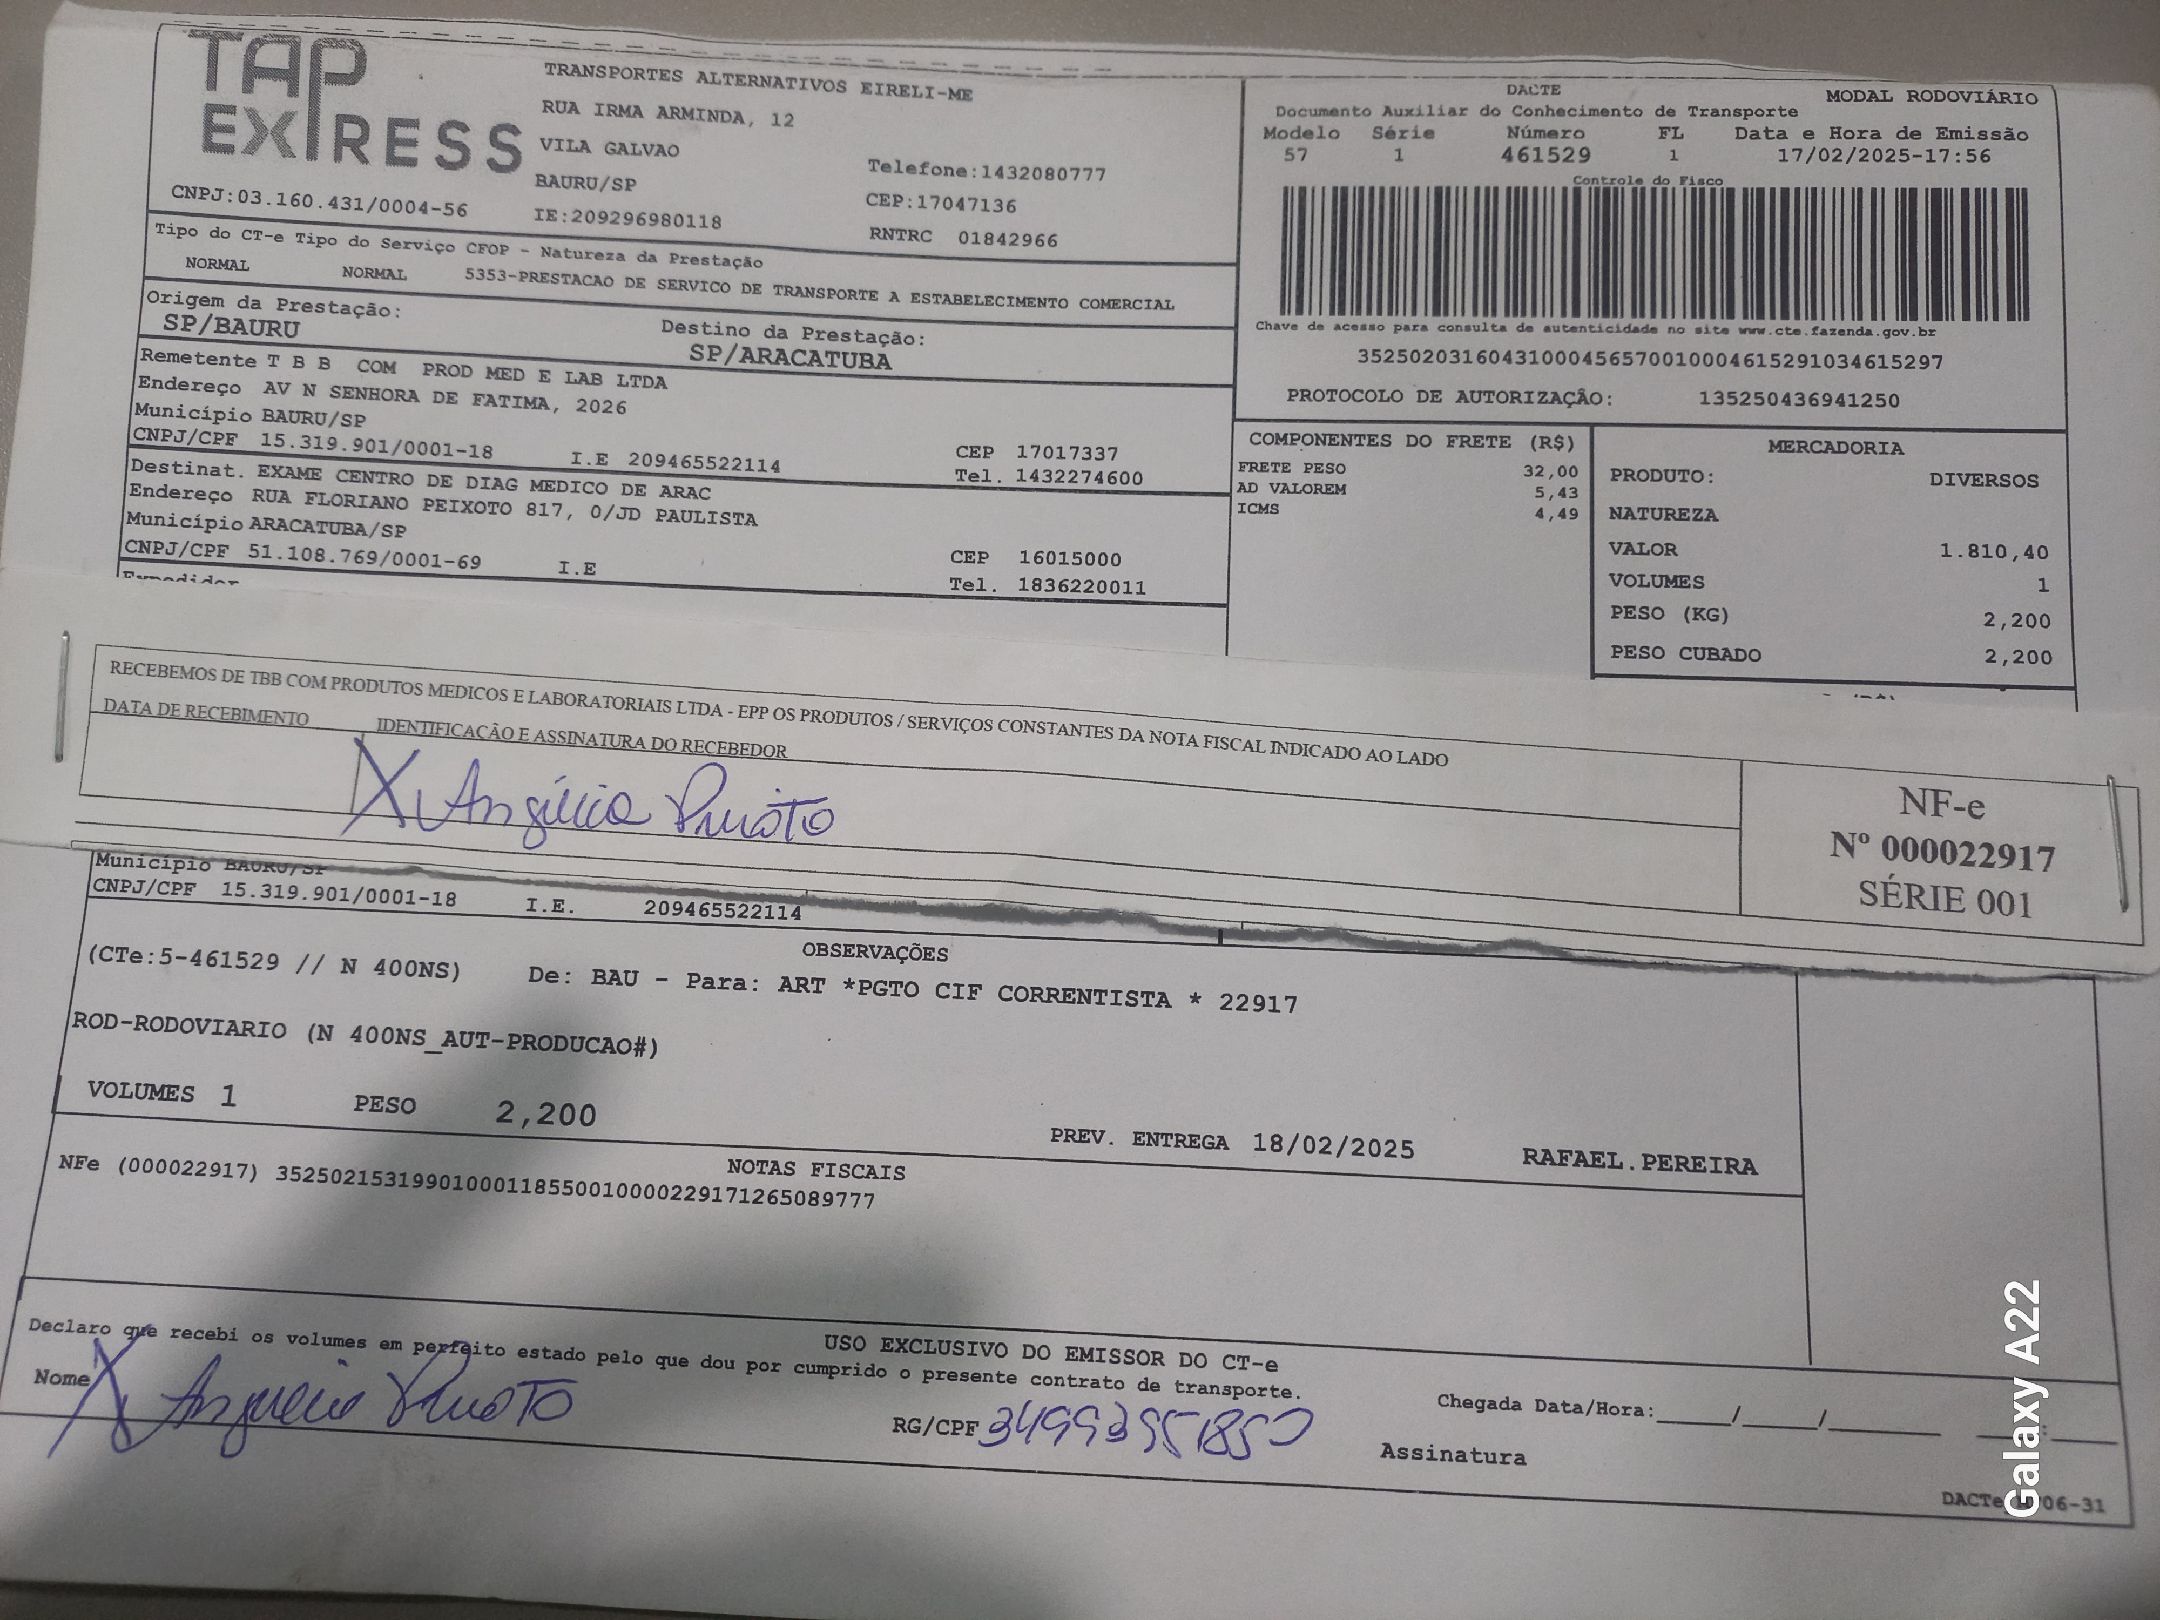 TAP EXPRESS
TRANSPORTES ALTERNATIVOS EIRELI-ME
RUA IRMA ARMINDA, 12
VILA GALVAO
BAURU/SP
Telefone:1432080777
CEP:17047136
CNPJ:03.160.431/0004-56
IE:209296980118
RNTRC 01842966
DACTE
MODAL RODOVIÁRIO
Documento Auxiliar do Conhecimento de Transporte
Modelo Série Número FL Data e Hora de Emissão
57 1 461529 1 17/02/2025-17:56
Controle do Fisco
Chave de acesso para consulta de autenticidade no site www.cte.fazenda.gov.br
35250203160431000456570010004615291034615297
PROTOCOLO DE AUTORIZAÇÃO: 135250436941250
Tipo do CT-e Tipo do Serviço CFOP - Natureza da Prestação
NORMAL NORMAL 5353-PRESTACAO DE SERVICO DE TRANSPORTE A ESTABELECIMENTO COMERCIAL
Origem da Prestação:
SP/BAURU
Destino da Prestação:
SP/ARACATUBA
Remetente T B B COM PROD MED E LAB LTDA
Endereço AV N SENHORA DE FATIMA, 2026
Município BAURU/SP
CEP 17017337
CNPJ/CPF 15.319.901/0001-18 I.E 209465522114
Tel. 1432274600
Destinat. EXAME CENTRO DE DIAG MEDICO DE ARAC
Endereço RUA FLORIANO PEIXOTO 817, 0/JD PAULISTA
Município ARACATUBA/SP
CEP 16015000
CNPJ/CPF 51.108.769/0001-69 I.E
Tel. 1836220011
Expedidor
COMPONENTES DO FRETE (R$)
FRETE PESO 32,00
AD VALOREM 5,43
ICMS 4,49
MERCADORIA
PRODUTO: DIVERSOS
NATUREZA
VALOR 1.810,40
VOLUMES 1
PESO (KG) 2,200
PESO CUBADO 2,200
RECEBEMOS DE TBB COM PRODUTOS MEDICOS E LABORATORIAIS LTDA - EPP OS PRODUTOS / SERVIÇOS CONSTANTES DA NOTA FISCAL INDICADO AO LADO
DATA DE RECEBIMENTO
IDENTIFICAÇÃO E ASSINATURA DO RECEBEDOR
X
NF-e
Nº 000022917
SÉRIE 001
Município BAURU/SP
CNPJ/CPF 15.319.901/0001-18 I.E. 209465522114
OBSERVAÇÕES
(CTe:5-461529 // N 400NS) De: BAU - Para: ART *PGTO CIF CORRENTISTA * 22917
ROD-RODOVIARIO (N 400NS_AUT-PRODUCAO#)
VOLUMES 1 PESO 2,200
PREV. ENTREGA 18/02/2025 RAFAEL.PEREIRA
NOTAS FISCAIS
NFe (000022917) 35250215319901000118550010000229171265089777
USO EXCLUSIVO DO EMISSOR DO CT-e
Declaro que recebi os volumes em perfeito estado pelo que dou por cumprido o presente contrato de transporte.
Nome X
RG/CPF
Chegada Data/Hora:_____/_____/_______ ____:____
Assinatura
Galaxy A22